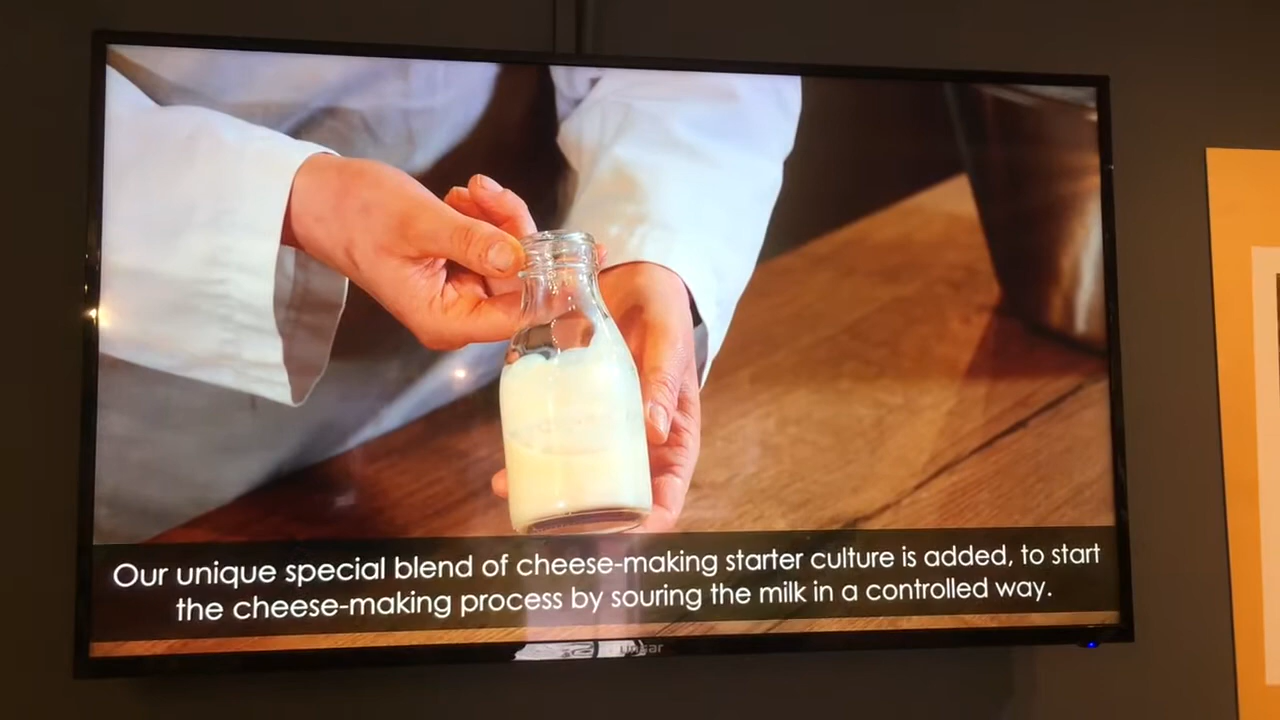 Our unique special blend of cheese-making starter culture is added, to start
the cheese-making process by souring the milk in a controlled way.